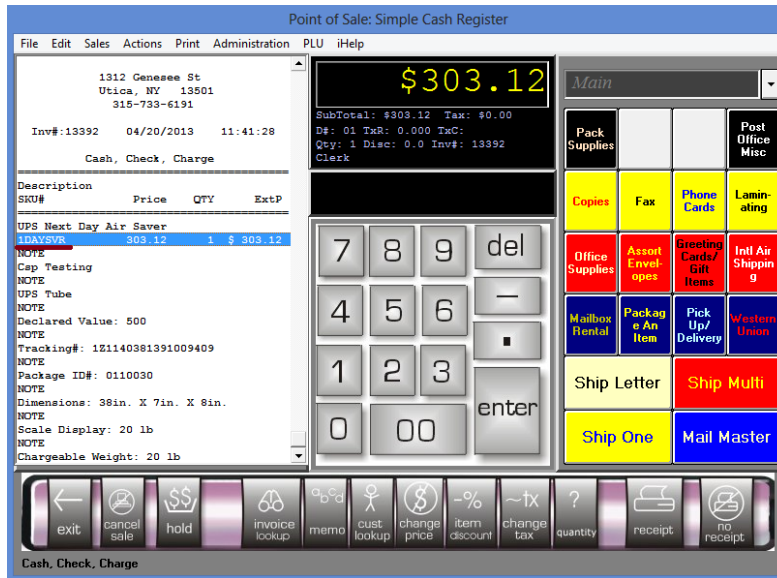 Point of Sale: Simple Cash Register
File Edit Sales Actions Print Administration PLU iHelp
1312 Genesee St
Utica, NY 13501
315-733-6191
Inv#:13392 04/20/2013 11:41:28
Cash, Check, Charge
Description
SKU# Price QTY ExtP
UPS Next Day Air Saver
1DAYSVR 303.12 1 $ 303.12
NOTE
Csp Testing
NOTE
UPS Tube
NOTE
Declared Value: 500
NOTE
Tracking#: 1Z1140381391009409
NOTE
Package ID#: 0110030
NOTE
Dimensions: 38in. X 7in. X 8in.
NOTE
Scale Display: 20 lb
NOTE
Chargeable Weight: 20 lb
$303.12
SubTotal: $303.12 Tax: $0.00
D#: 01 TxR: 0.000 TxC:
Qty: 1 Disc: 0.0 Inv#: 13392
Clerk
7 8 9 del
4 5 6 —
.
1 2 3
0 00 enter
Main
Pack
Supplies
Post
Office
Misc
Copies
Fax
Phone
Cards
Lamin-
ating
Office
Supplies
Assort
Envel-
opes
Greeting
Cards/
Gift
Items
Intl Air
Shippin
g
Mailbox
Rental
Packag
e An
Item
Pick
Up/
Delivery
Western
Union
Ship Letter
Ship Multi
Ship One
Mail Master
exit
cancel
sale
$$
hold
invoice
lookup
abcd
memo
cust
lookup
$
change
price
-%
item
discount
~tx
change
tax
?
quantity
receipt
no
receipt
Cash, Check, Charge